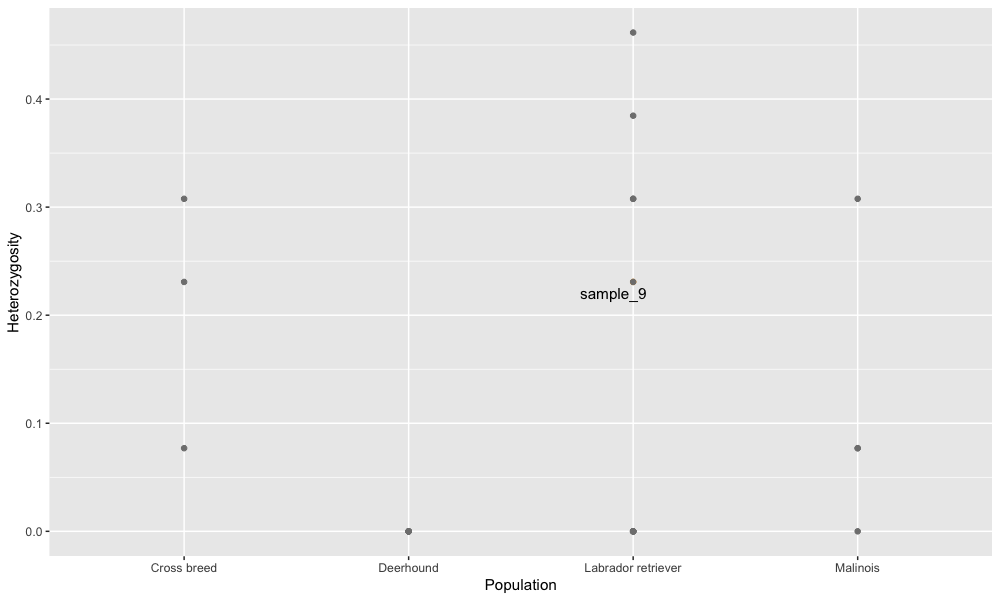 Heterozygosity
0.4
0.3
0.2
0.1
0.0
sample_9
Cross breed
Deerhound
Labrador retriever
Malinois
Population